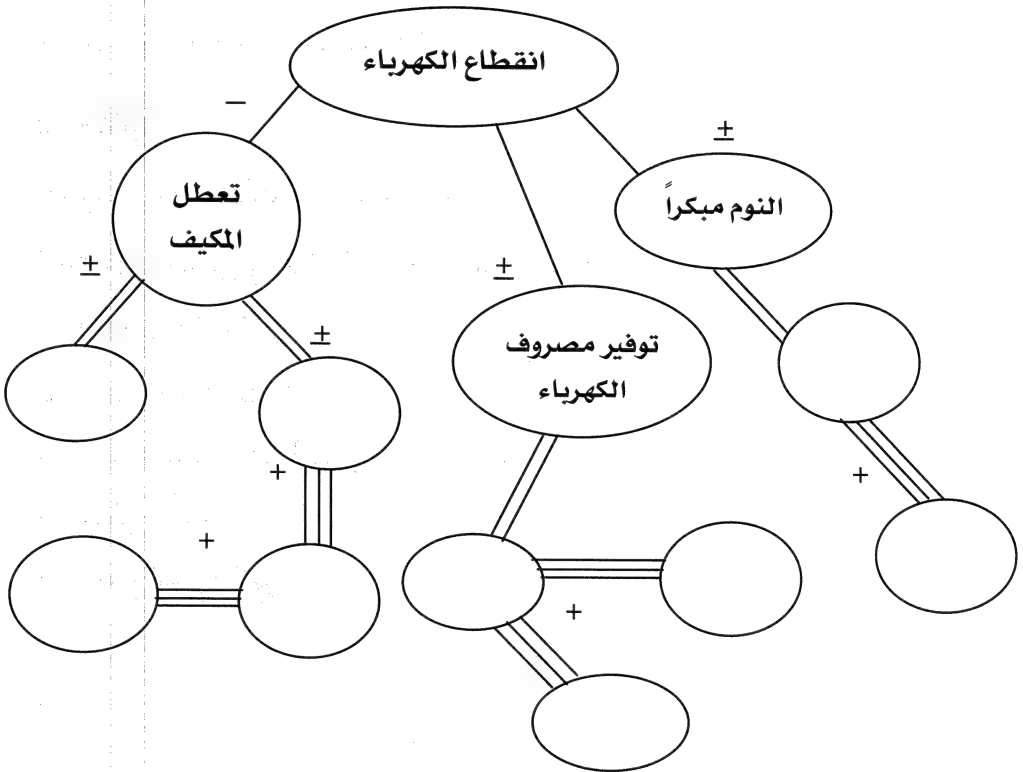 انقطاع الكهرباء
−
±
النوم مبكراً
تعطل
المكيف
±
±
±
توفير مصروف
الكهرباء
+
+
+
+